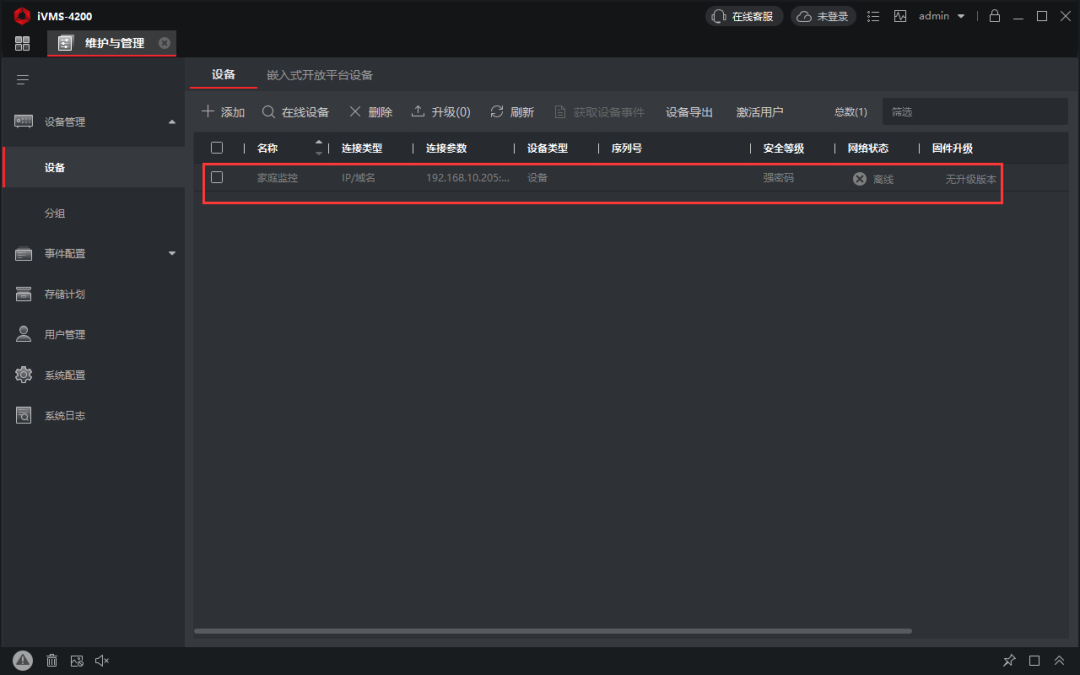 iVMS-4200
在线客服
未登录
admin
维护与管理
设备管理
设备
分组
事件配置
存储计划
用户管理
系统配置
系统日志
设备 嵌入式开放平台设备
添加 在线设备 删除 升级(0) 刷新 获取设备事件 设备导出 激活用户 总数(1) 筛选
名称 连接类型 连接参数 设备类型 序列号 安全等级 网络状态 固件升级
家庭监控 IP/域名 192.168.10.205:... 设备 强密码 离线 无升级版本